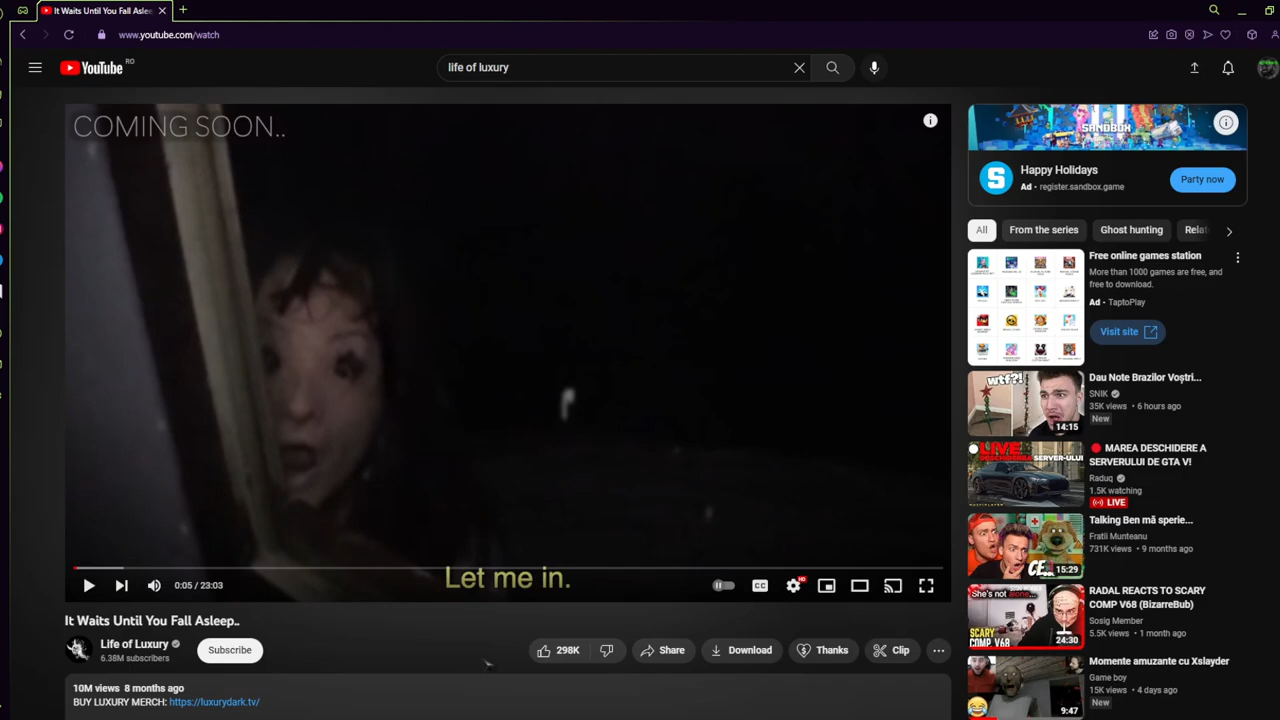 It Waits Until You Fall Aslee
www.youtube.com/watch
YouTube RO
life of luxury
COMING SOON..
Let me in.
0:05 / 23:03
CC
HD
It Waits Until You Fall Asleep..
Life of Luxury
6.38M subscribers
Subscribe
298K
Share
Download
Thanks
Clip
10M views 8 months ago
BUY LUXURY MERCH: https://luxurydark.tv/
SANDBOX
S
Happy Holidays
Ad • register.sandbox.game
Party now
All
From the series
Ghost hunting
Relat
Free online games station
More than 1000 games are free, and
free to download.
Ad • TaptoPlay
Visit site
wtf?!
14:15
Dau Note Brazilor Voștri...
SNIK
35K views • 6 hours ago
New
LIVE
DESCHIDEREA
SERVER-ULUI
MAREA DESCHIDERE A
SERVERULUI DE GTA V!
Raduq
1.5K watching
LIVE
CE..
15:29
Talking Ben mă sperie...
Fratii Munteanu
731K views • 9 months ago
She's not alone...
SCARY
COMP. V68
24:30
RADAL REACTS TO SCARY
COMP V68 (BizarreBub)
Sosig Member
5.5K views • 1 month ago
9:47
Momente amuzante cu Xslayder
Game boy
15K views • 4 days ago
New